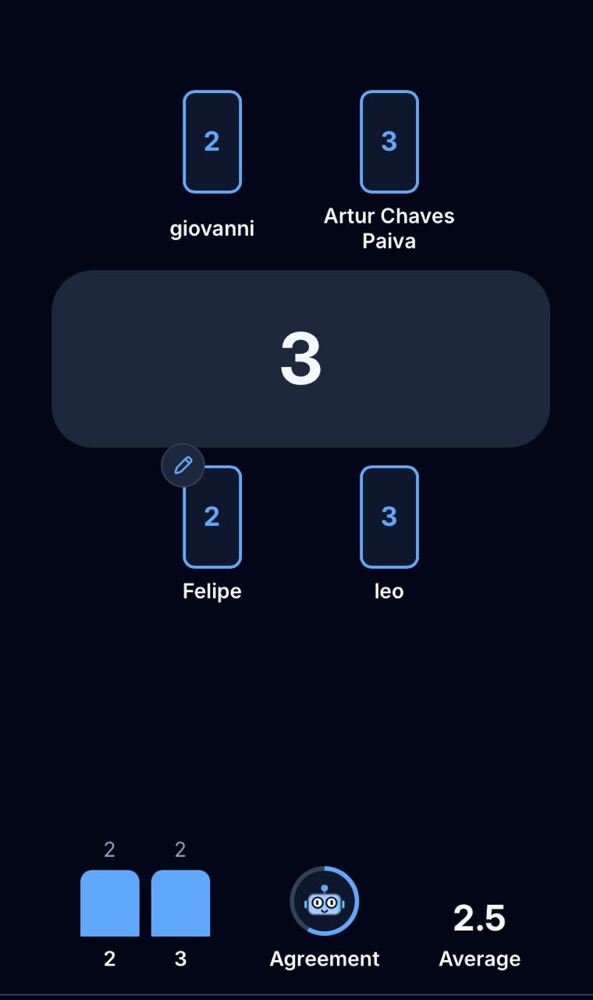 2
3
giovanni
Artur Chaves
Paiva
3
2
3
Felipe
leo
2
2
2
3
Agreement
2.5
Average